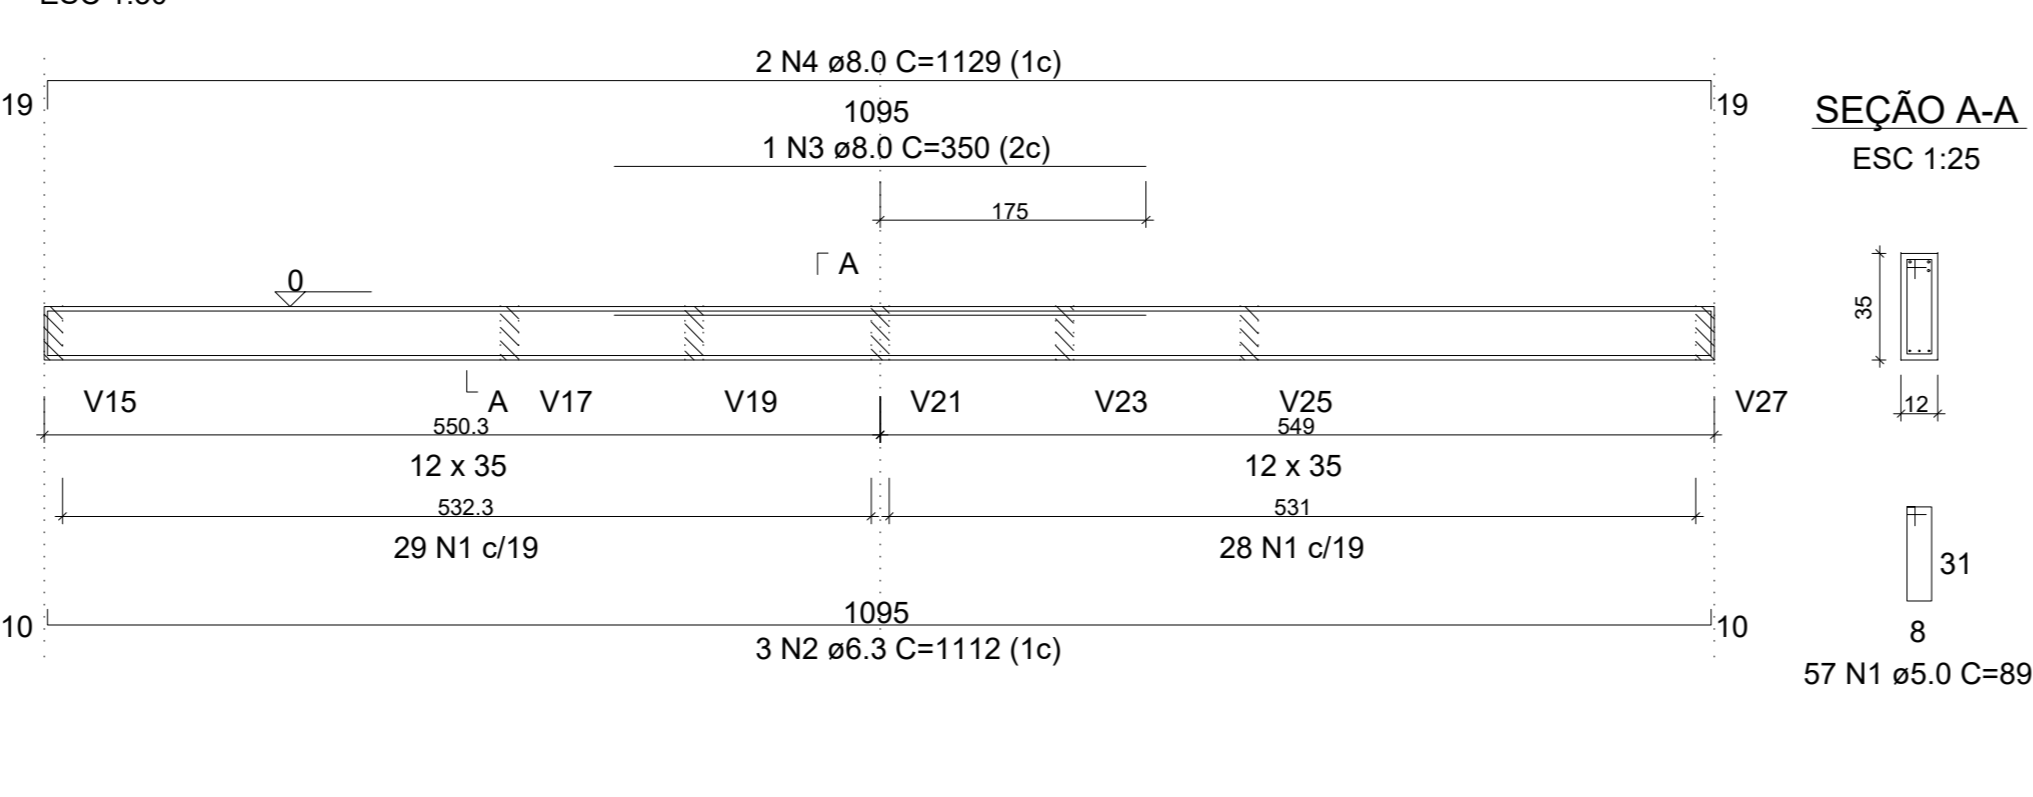 2 N4 ø8.0 C=1129 (1c)
19
1095
19
1 N3 ø8.0 C=350 (2c)
175
A
0
V15
A
V17
V19
V21
V23
V25
V27
550.3
549
12 x 35
12 x 35
532.3
531
29 N1 c/19
28 N1 c/19
1095
10
10
3 N2 ø6.3 C=1112 (1c)
SEÇÃO A-A
ESC 1:25
35
12
31
8
57 N1 ø5.0 C=89